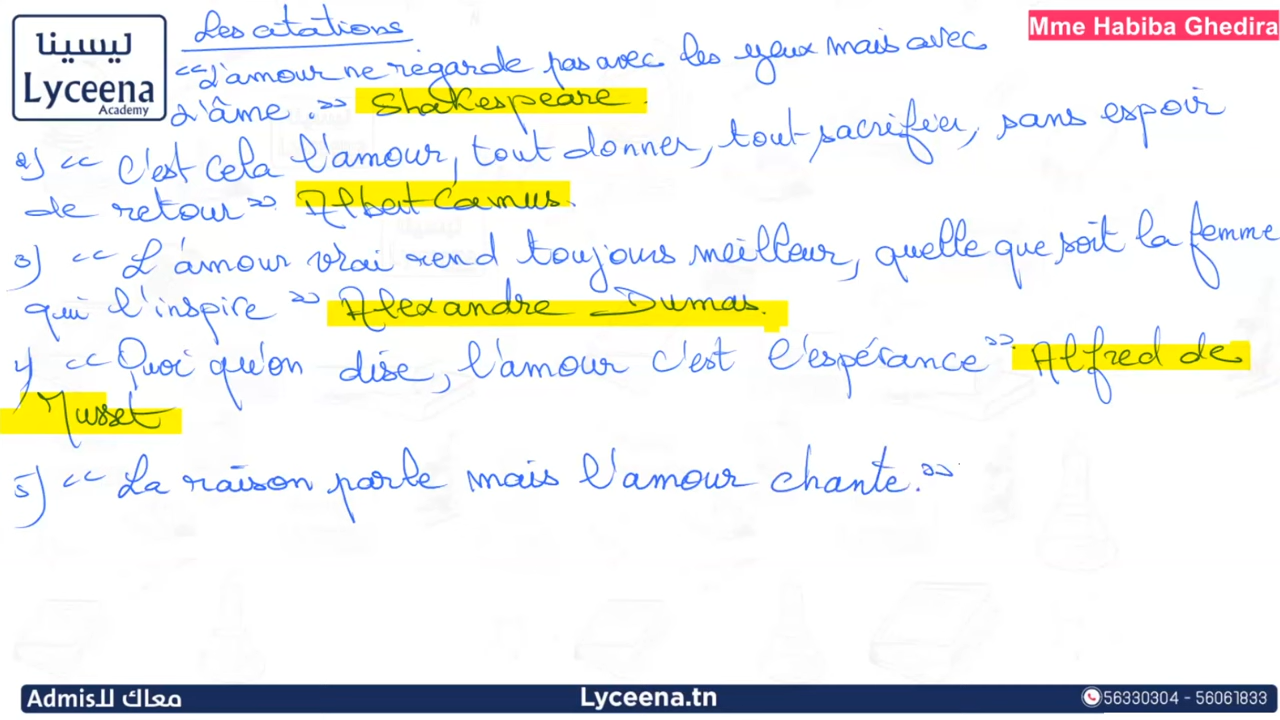 ليسينا
Lyceena
Academy
Mme Habiba Ghedira
Les citations
<< L'amour ne regarde pas avec les yeux mais avec
l'âme. >> Shakespeare.
2) << C'est cela l'amour, tout donner, tout sacrifier, sans espoir
de retour >> Albert Camus.
3) << L'amour vrai rend toujours meilleur, quelle que soit la femme
qui l'inspire >> Alexandre Dumas.
4) << Quoi qu'on dise, l'amour c'est l'espérance >> Alfred de
Musset
5) << La raison parle mais l'amour chante. >>
Admis معاك للـ
Lyceena.tn
56330304 - 56061833